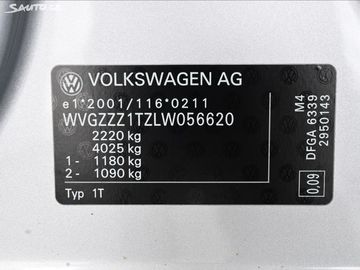 Sauto.cz
VOLKSWAGEN AG
e1*2001/116*0211
WVGZZZ1TZLW056620
2220 kg
4025 kg
1- 1180 kg
2- 1090 kg
Typ 1T
M4
DFGA 6339
2950143
0,09